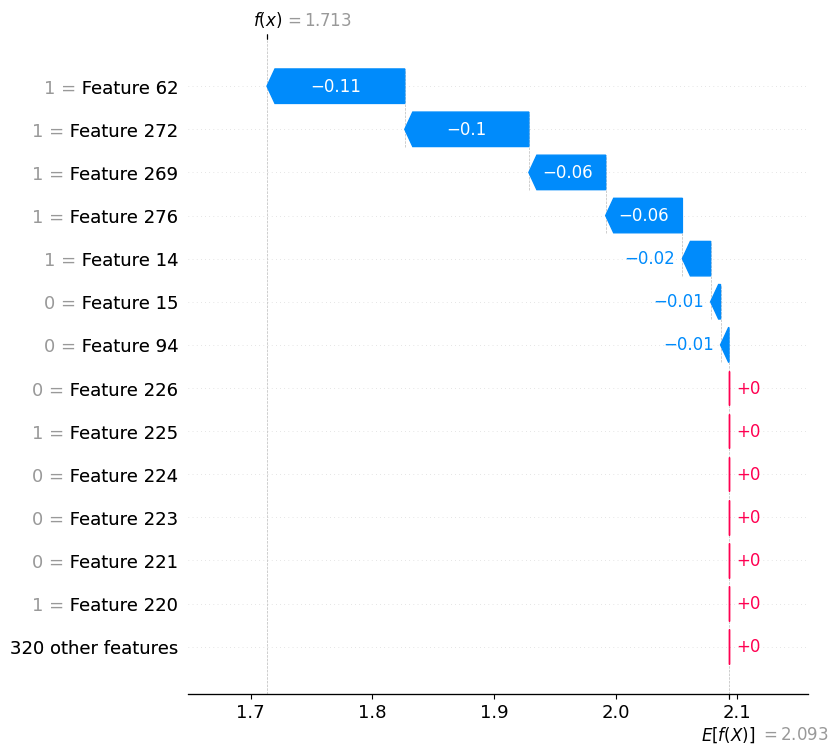 f(x) = 1.713
1 = Feature 62 −0.11
1 = Feature 272 −0.1
1 = Feature 269 −0.06
1 = Feature 276 −0.06
1 = Feature 14 −0.02
0 = Feature 15 −0.01
0 = Feature 94 −0.01
0 = Feature 226 +0
1 = Feature 225 +0
0 = Feature 224 +0
0 = Feature 223 +0
0 = Feature 221 +0
1 = Feature 220 +0
320 other features +0
1.7 1.8 1.9 2.0 2.1
E[f(X)] = 2.093